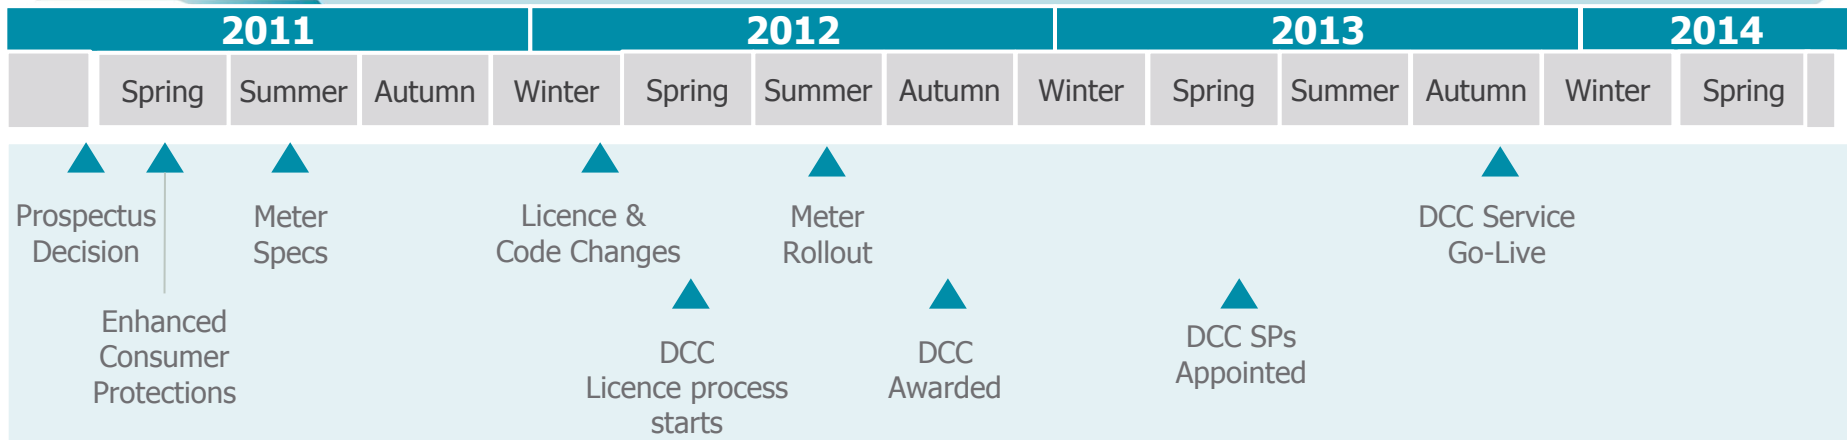 2011 2012 2013 2014
Spring Summer Autumn Winter Spring Summer Autumn Winter Spring Summer Autumn Winter Spring
Prospectus
Decision
Enhanced
Consumer
Protections
Meter
Specs
Licence &
Code Changes
DCC
Licence process
starts
Meter
Rollout
DCC
Awarded
DCC SPs
Appointed
DCC Service
Go-Live